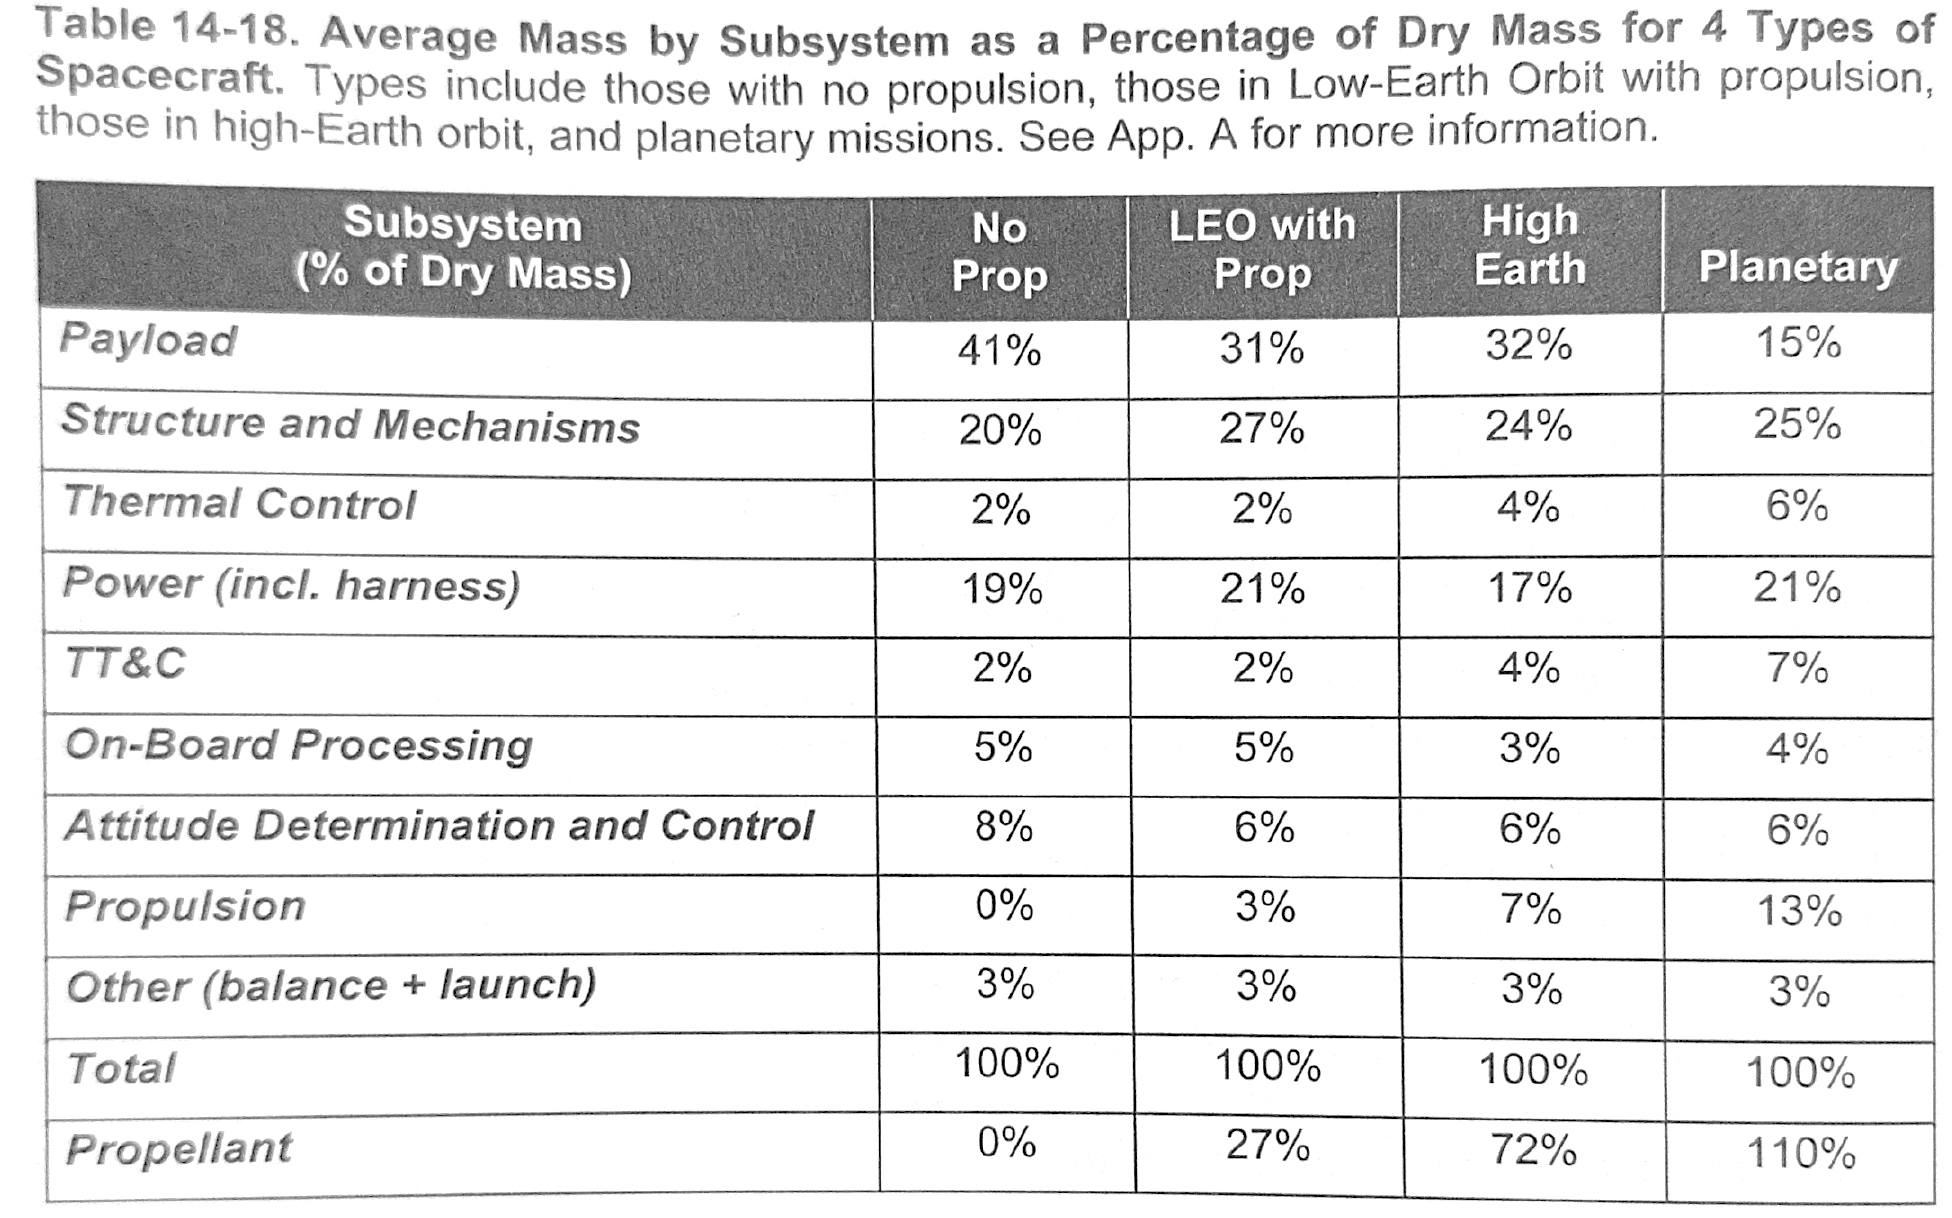 Table 14-18. Average Mass by Subsystem as a Percentage of Dry Mass for 4 Types of
Spacecraft. Types include those with no propulsion, those in Low-Earth Orbit with propulsion,
those in high-Earth orbit, and planetary missions. See App. A for more information.
Subsystem (% of Dry Mass) No Prop LEO with Prop High Earth Planetary
Payload 41% 31% 32% 15%
Structure and Mechanisms 20% 27% 24% 25%
Thermal Control 2% 2% 4% 6%
Power (incl. harness) 19% 21% 17% 21%
TT&C 2% 2% 4% 7%
On-Board Processing 5% 5% 3% 4%
Attitude Determination and Control 8% 6% 6% 6%
Propulsion 0% 3% 7% 13%
Other (balance + launch) 3% 3% 3% 3%
Total 100% 100% 100% 100%
Propellant 0% 27% 72% 110%